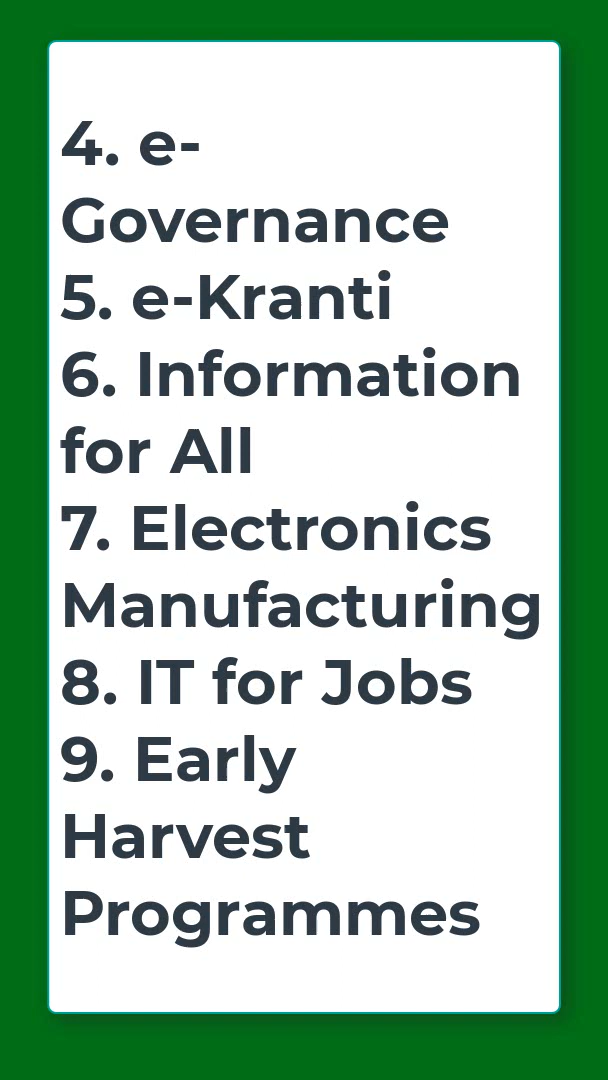 4. e-
Governance
5. e-Kranti
6. Information
for All
7. Electronics
Manufacturing
8. IT for Jobs
9. Early
Harvest
Programmes